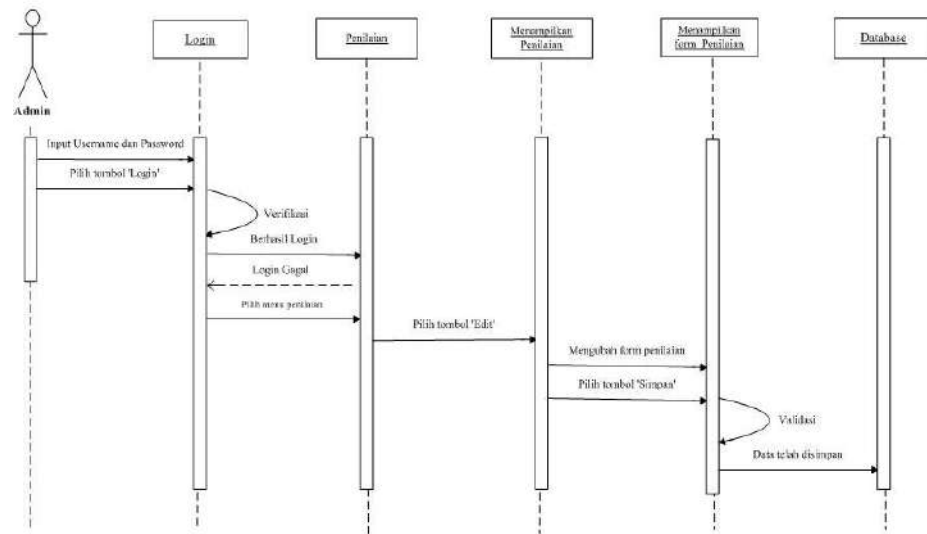 Login
Penilaian
Menampilkan
Penilaian
Menampilkan
form Penilaian
Database
Admin
Input Username dan Password
Pilih tombol 'Login'
Verifikasi
Berhasil Login
Login Gagal
Pilih menu penilaian
Pilih tombol 'Edit'
Mengubah form penilaian
Pilih tombol 'Simpan'
Validasi
Data telah disimpan